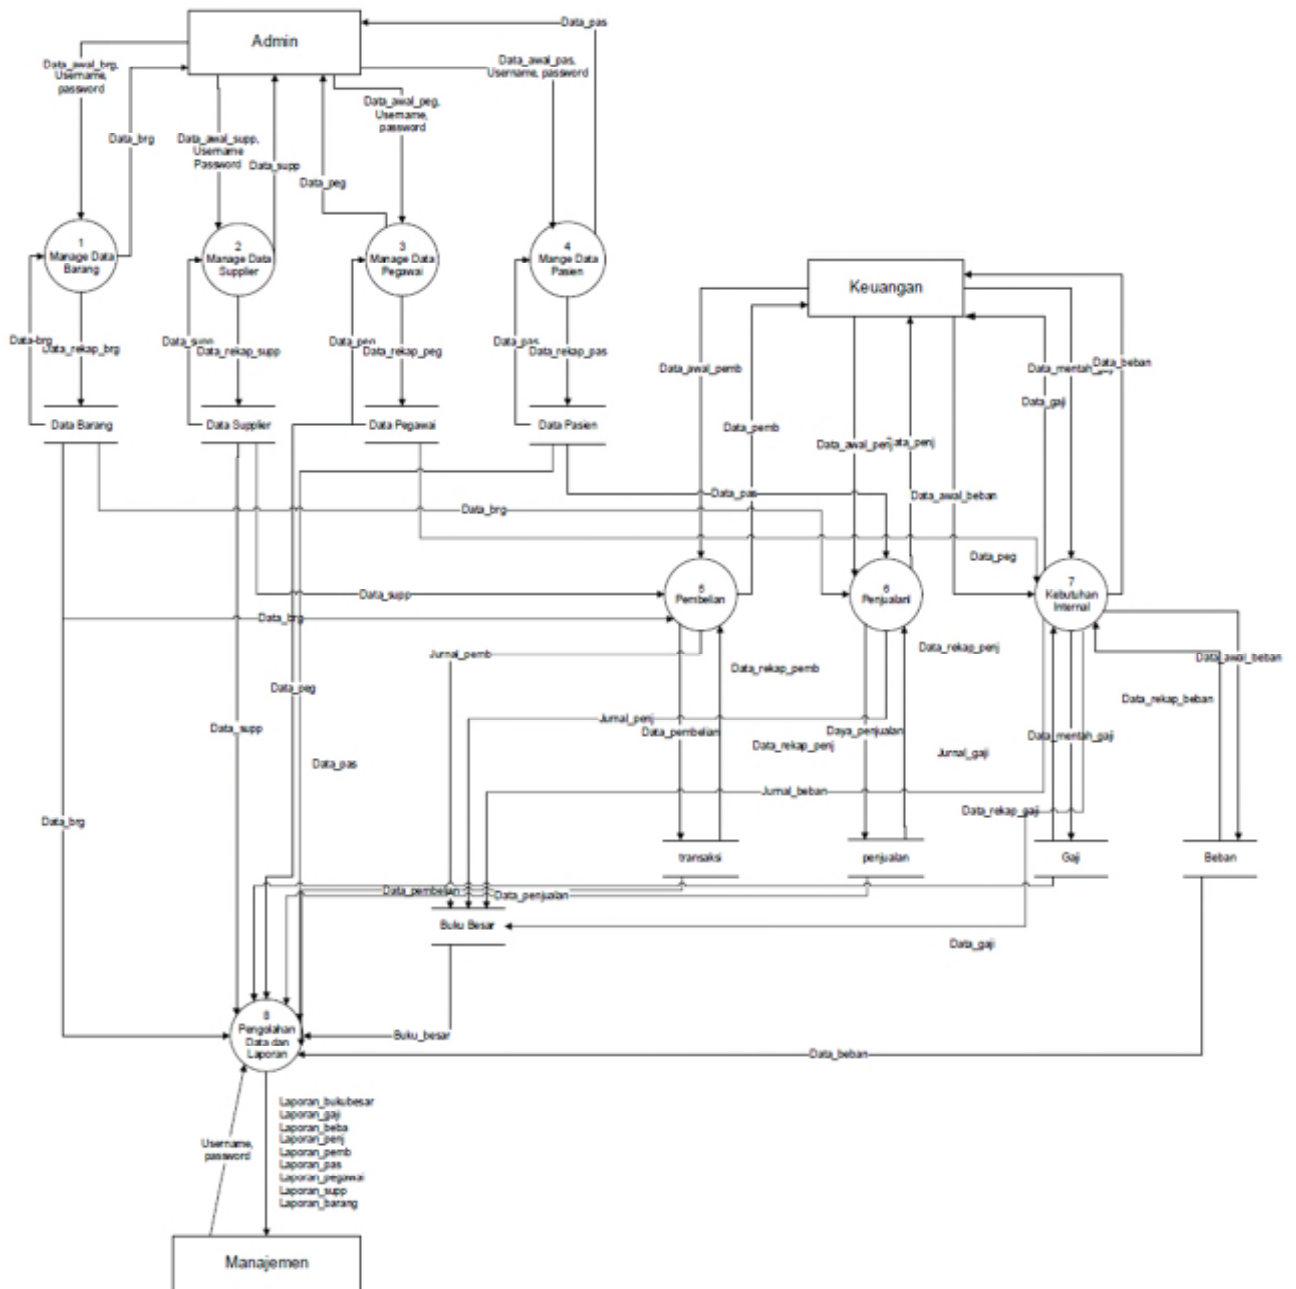 Data_pas
Admin
Data_awal_brg,
Username,
password
Data_awal_pas,
Username, password
Data_awal_peg,
Username,
password
Data_brg
Data_awal_supp,
Username
Password
Data_supp
Data_peg
1
Manage Data
Barang
2
Manage Data
Supplier
3
Manage Data
Pegawai
4
Mange Data
Pasien
Keuangan
Data-brg
Data_rekap_brg
Data_supp
Data_rekap_supp
Data_peg
Data_rekap_peg
Data_pas
Data_rekap_pas
Data_awal_pemb
Data_mentah_gaji
Data_beban
Data_gaji
Data Barang
Data Supplier
Data Pegawai
Data Pasien
Data_pemb
Data_awal_penj
Data_penj
Data_pas
Data_awal_beban
Data_brg
Data_peg
5
Pembelian
6
Penjualanl
7
Kebutuhan
Internal
Data_supp
Data_brg
Jurnal_pemb
Data_rekap_pemb
Data_rekap_penj
Data_awal_beban
Data_peg
Data_rekap_beban
Data_supp
Jurnal_penj
Data_pembelian
Daya_penjualan
Data_mentah_gaji
Data_rekap_penj
Jurnal_gaji
Data_pas
Jurnal_beban
Data_brg
Data_rekap_gaji
transaksi
penjualan
Gaji
Beban
Data_pembelian
Data_penjualan
Buku Besar
Data_gaji
8
Pengolahan
Data dan
Laporan
Buku_besar
Data_beban
Laporan_bukubesar
Laporan_gaji
Laporan_beba
Laporan_penj
Laporan_pemb
Laporan_pas
Laporan_pegawai
Laporan_supp
Laporan_barang
Username,
password
Manajemen